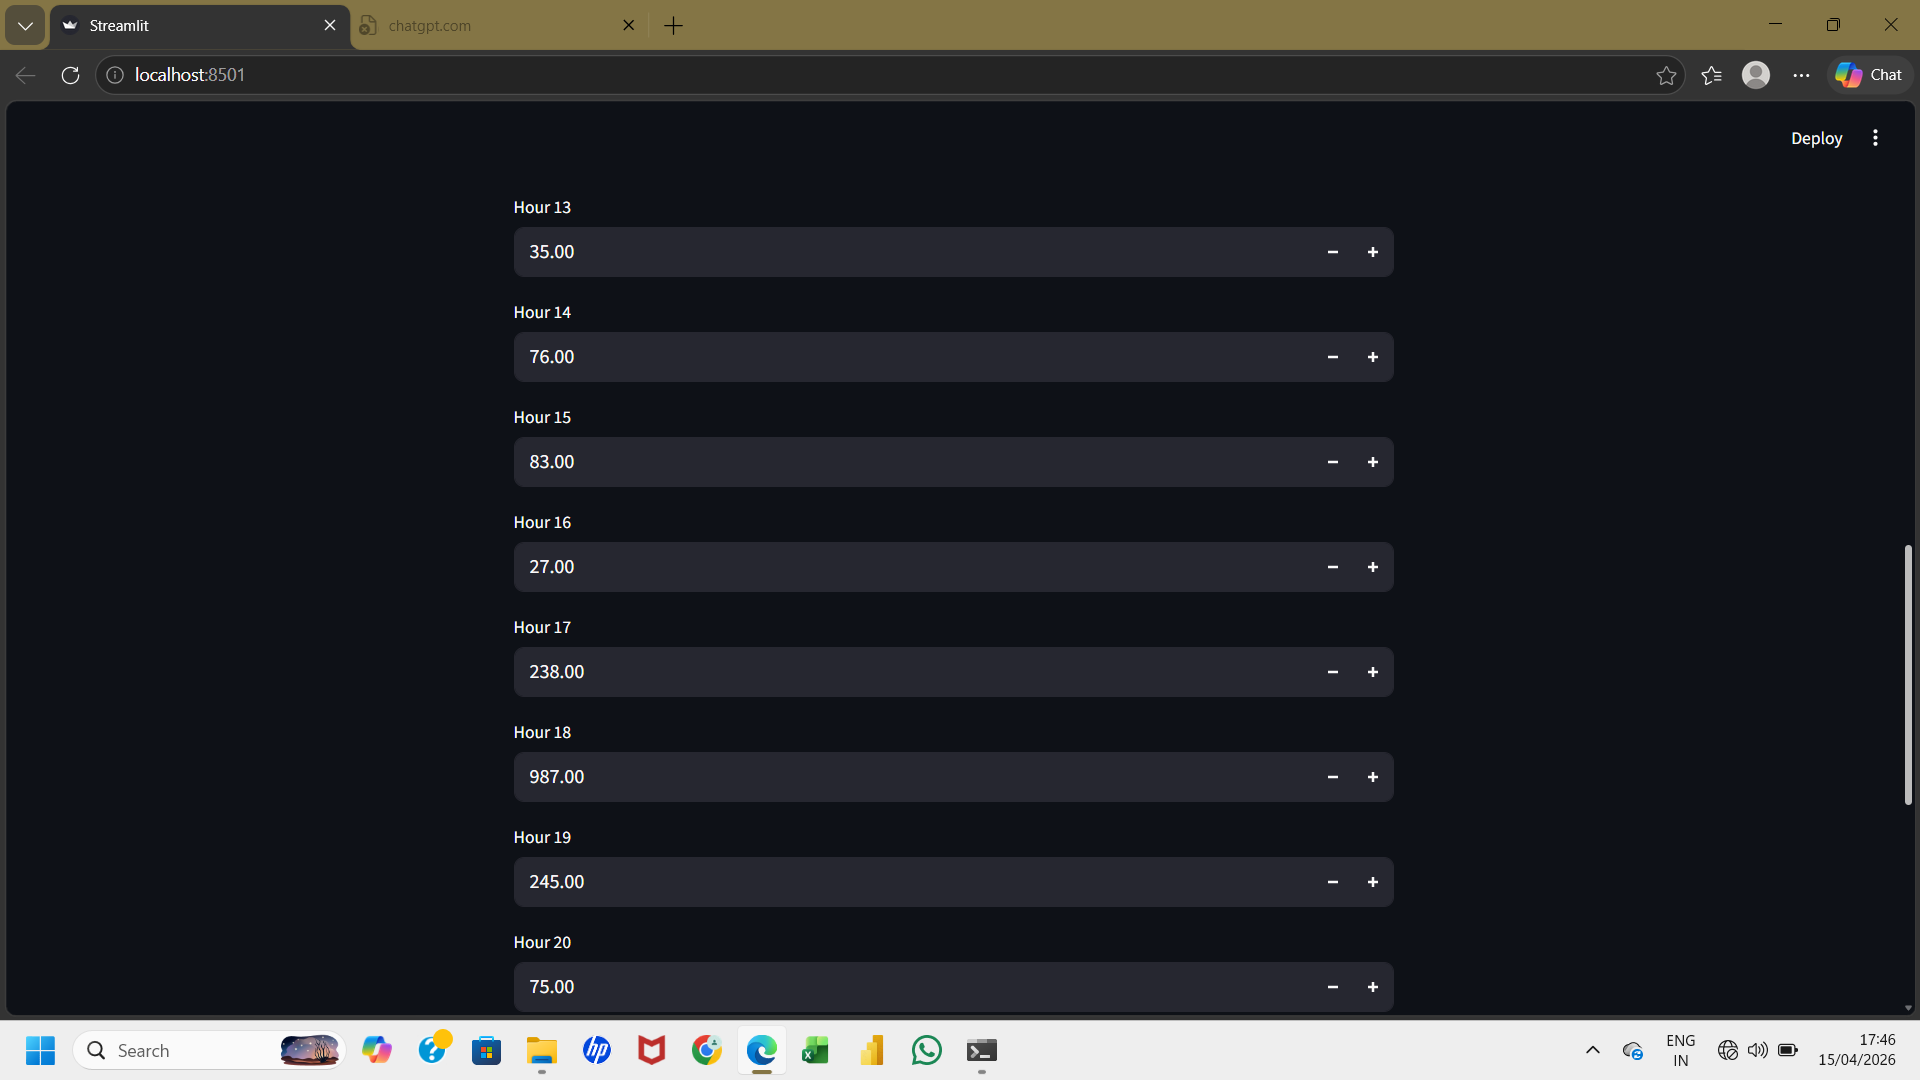 Streamlit
chatgpt.com
localhost:8501
Chat
Deploy
Hour 13
35.00
Hour 14
76.00
Hour 15
83.00
Hour 16
27.00
Hour 17
238.00
Hour 18
987.00
Hour 19
245.00
Hour 20
75.00
Search
hp
ENG
IN
17:46
15/04/2026